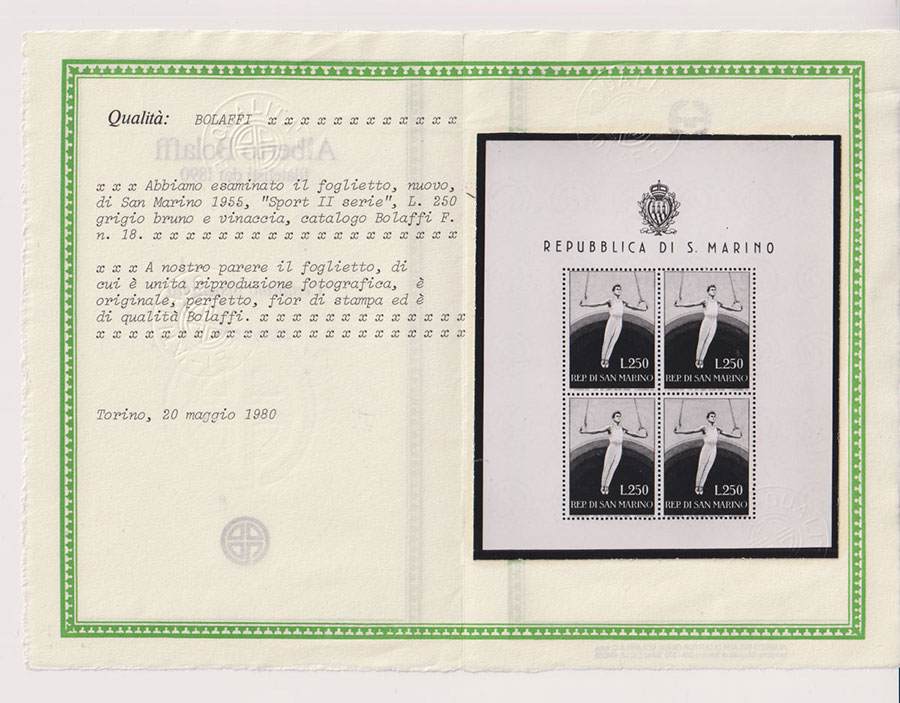 Qualità: BOLAFFI x x x x x x x x x x x x
x x x Abbiamo esaminato il foglietto, nuovo,
di San Marino 1955, "Sport II serie", L. 250
grigio bruno e vinaccia, catalogo Bolaffi F.
n. 18. x x x x x x x x x x x x x x x x x x x
x x x A nostro parere il foglietto, di
cui è unita riproduzione fotografica, è
originale, perfetto, fior di stampa ed è
di qualità Bolaffi. x x x x x x x x x x x x x
x x x x x x x x x x x x x x x x x x x x x x x
Torino, 20 maggio 1980
Alberto Bolaffi
REPUBBLICA DI S. MARINO
L.250
REP. DI SAN MARINO
L.250
REP. DI SAN MARINO
L.250
REP. DI SAN MARINO
L.250
REP. DI SAN MARINO